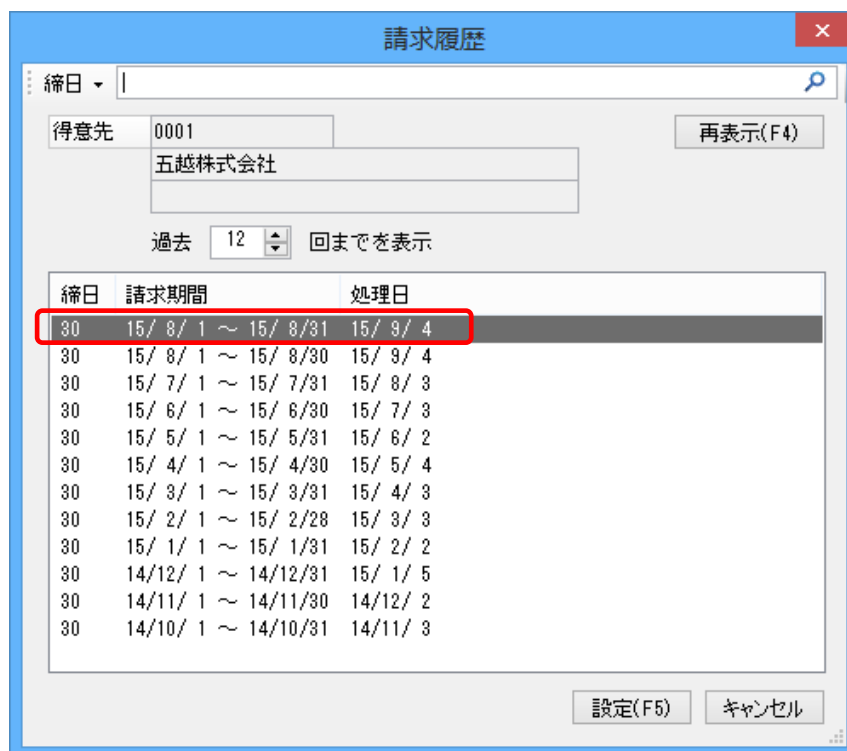 請求履歴
締日
得意先 0001 再表示(F4)
五越株式会社
過去 12 回までを表示
締日 請求期間 処理日
30 15/ 8/ 1 ～ 15/ 8/31 15/ 9/ 4
30 15/ 8/ 1 ～ 15/ 8/30 15/ 9/ 4
30 15/ 7/ 1 ～ 15/ 7/31 15/ 8/ 3
30 15/ 6/ 1 ～ 15/ 6/30 15/ 7/ 3
30 15/ 5/ 1 ～ 15/ 5/31 15/ 6/ 2
30 15/ 4/ 1 ～ 15/ 4/30 15/ 5/ 4
30 15/ 3/ 1 ～ 15/ 3/31 15/ 4/ 3
30 15/ 2/ 1 ～ 15/ 2/28 15/ 3/ 3
30 15/ 1/ 1 ～ 15/ 1/31 15/ 2/ 2
30 14/12/ 1 ～ 14/12/31 15/ 1/ 5
30 14/11/ 1 ～ 14/11/30 14/12/ 2
30 14/10/ 1 ～ 14/10/31 14/11/ 3
設定(F5) キャンセル